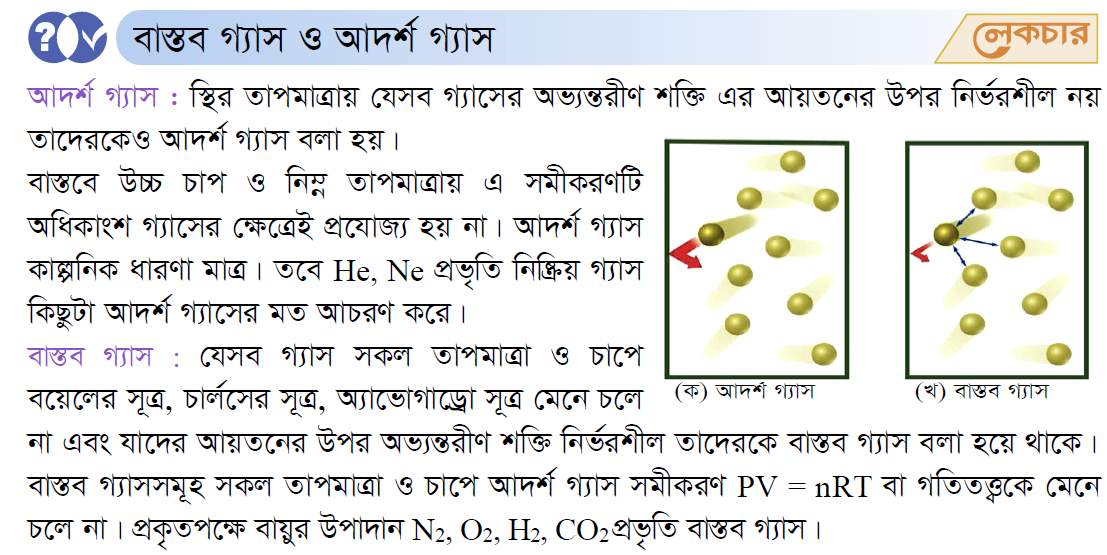 বাস্তব গ্যাস ও আদর্শ গ্যাস
লেকচার
আদর্শ গ্যাস : স্থির তাপমাত্রায় যেসব গ্যাসের অভ্যন্তরীণ শক্তি এর আয়তনের উপর নির্ভরশীল নয়
তাদেরকেও আদর্শ গ্যাস বলা হয়।
বাস্তবে উচ্চ চাপ ও নিম্ন তাপমাত্রায় এ সমীকরণটি
অধিকাংশ গ্যাসের ক্ষেত্রেই প্রযোজ্য হয় না। আদর্শ গ্যাস
কাল্পনিক ধারণা মাত্র। তবে He, Ne প্রভৃতি নিষ্ক্রিয় গ্যাস
কিছুটা আদর্শ গ্যাসের মত আচরণ করে।
বাস্তব গ্যাস : যেসব গ্যাস সকল তাপমাত্রা ও চাপে
বয়েলের সূত্র, চার্লসের সূত্র, অ্যাভোগাড্রো সূত্র মেনে চলে
(ক) আদর্শ গ্যাস
(খ) বাস্তব গ্যাস
না এবং যাদের আয়তনের উপর অভ্যন্তরীণ শক্তি নির্ভরশীল তাদেরকে বাস্তব গ্যাস বলা হয়ে থাকে।
বাস্তব গ্যাসসমূহ সকল তাপমাত্রা ও চাপে আদর্শ গ্যাস সমীকরণ PV = nRT বা গতিতত্ত্বকে মেনে
চলে না। প্রকৃতপক্ষে বায়ুর উপাদান N₂, O₂, H₂, CO₂ প্রভৃতি বাস্তব গ্যাস।